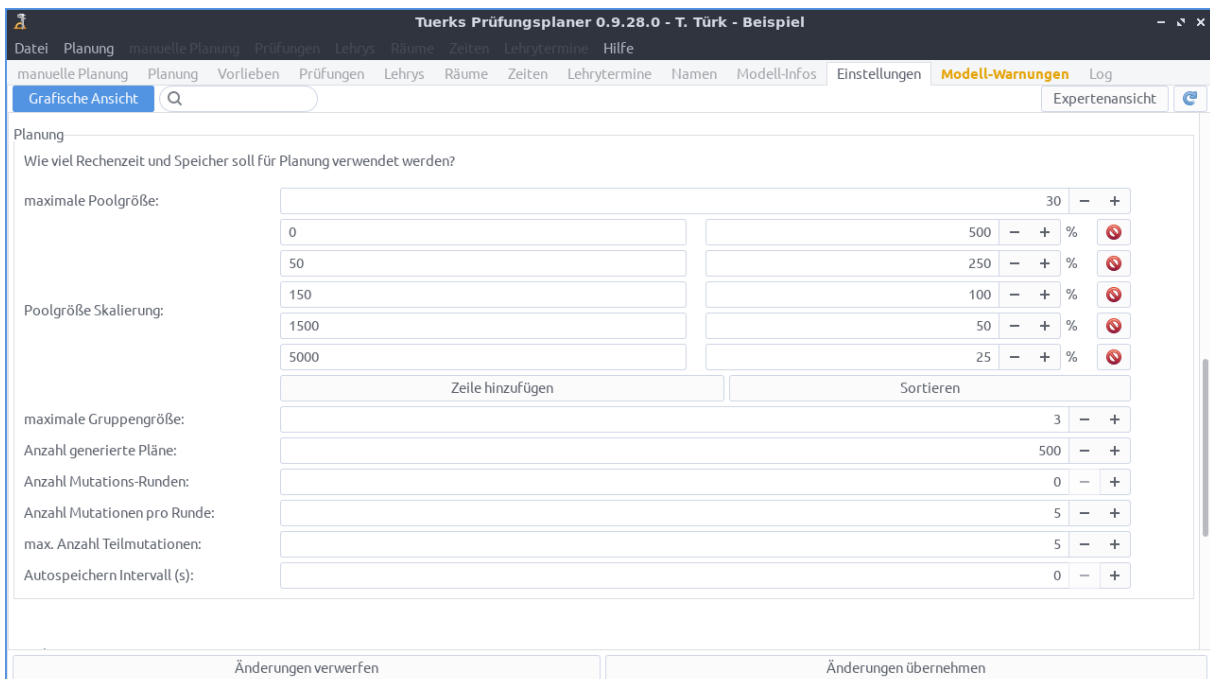 Tuerks Prüfungsplaner 0.9.28.0 - T. Türk - Beispiel
Datei Planung manuelle Planung Prüfungen Lehrys Räume Zeiten Lehrytermine Hilfe
manuelle Planung Planung Vorlieben Prüfungen Lehrys Räume Zeiten Lehrytermine Namen Modell-Infos Einstellungen Modell-Warnungen Log
Grafische Ansicht Expertenansicht
Planung
Wie viel Rechenzeit und Speicher soll für Planung verwendet werden?
maximale Poolgröße: 30 − +
0 500 − + %
50 250 − + %
Poolgröße Skalierung: 150 100 − + %
1500 50 − + %
5000 25 − + %
Zeile hinzufügen Sortieren
maximale Gruppengröße: 3 − +
Anzahl generierte Pläne: 500 − +
Anzahl Mutations-Runden: 0 − +
Anzahl Mutationen pro Runde: 5 − +
max. Anzahl Teilmutationen: 5 − +
Autospeichern Intervall (s): 0 − +
Änderungen verwerfen Änderungen übernehmen